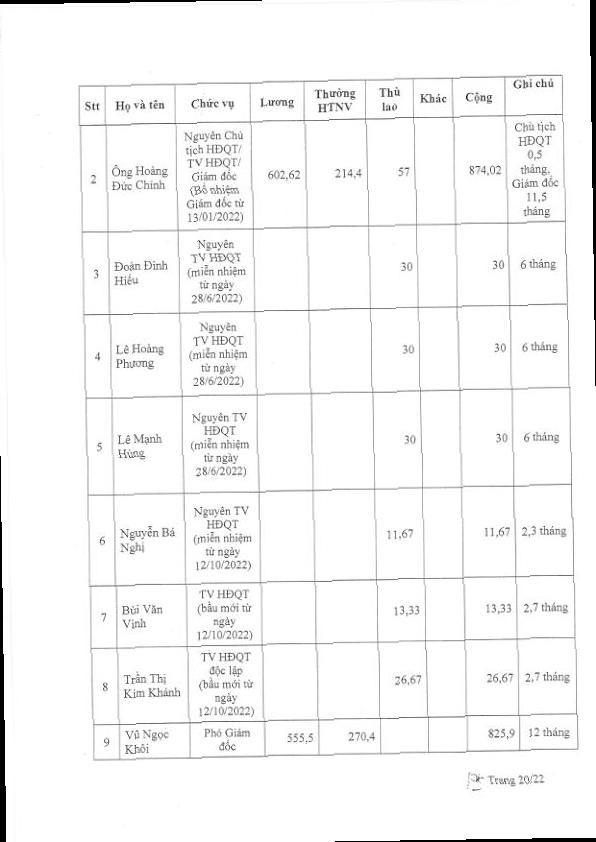 Stt Họ và tên Chức vụ Lương Thưởng HTNV Thù lao Khác Cộng Ghi chú
2 Ông Hoàng Đức Chính Nguyên Chủ tịch HĐQT/ TV HĐQT/ Giám đốc (Bổ nhiệm Giám đốc từ 13/01/2022) 602,62 214,4 57 874,02 Chủ tịch HĐQT 0,5 tháng, Giám đốc 11,5 tháng
3 Đoàn Đình Hiếu Nguyên TV HĐQT (miễn nhiệm từ ngày 28/6/2022) 30 30 6 tháng
4 Lê Hoàng Phương Nguyên TV HĐQT (miễn nhiệm từ ngày 28/6/2022) 30 30 6 tháng
5 Lê Mạnh Hùng Nguyên TV HĐQT (miễn nhiệm từ ngày 28/6/2022) 30 30 6 tháng
6 Nguyễn Bá Nghị Nguyên TV HĐQT (miễn nhiệm từ ngày 12/10/2022) 11,67 11,67 2,3 tháng
7 Bùi Văn Vịnh TV HĐQT (bầu mới từ ngày 12/10/2022) 13,33 13,33 2,7 tháng
8 Trần Thị Kim Khánh TV HĐQT độc lập (bầu mới từ ngày 12/10/2022) 26,67 26,67 2,7 tháng
9 Vũ Ngọc Khôi Phó Giám đốc 555,5 270,4 825,9 12 tháng
Trang 20/22